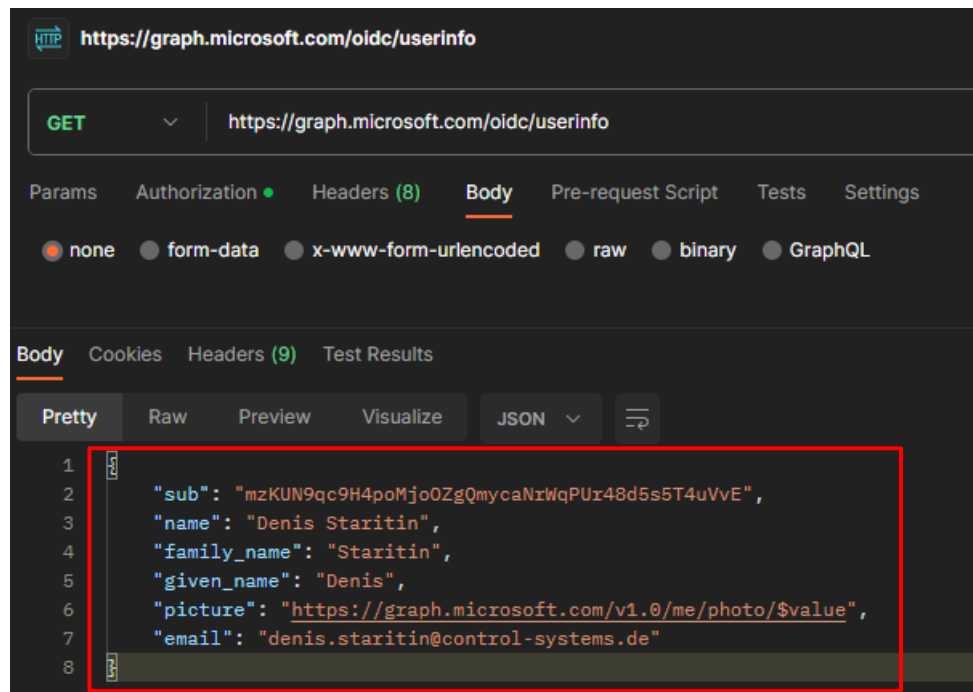 HTTP https://graph.microsoft.com/oidc/userinfo
GET https://graph.microsoft.com/oidc/userinfo
Params Authorization Headers (8) Body Pre-request Script Tests Settings
none form-data x-www-form-urlencoded raw binary GraphQL
Body Cookies Headers (9) Test Results
Pretty Raw Preview Visualize JSON
1 {
2 "sub": "mzKUN9qc9H4poMjoOZgQmycaNrWqPUr48d5s5T4uVvE",
3 "name": "Denis Staritin",
4 "family_name": "Staritin",
5 "given_name": "Denis",
6 "picture": "https://graph.microsoft.com/v1.0/me/photo/$value",
7 "email": "denis.staritin@control-systems.de"
8 }